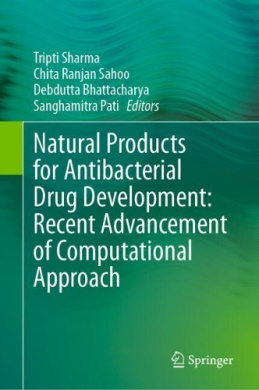 Tripti Sharma
Chita Ranjan Sahoo
Debdutta Bhattacharya
Sanghamitra Pati Editors
Natural Products
for Antibacterial
Drug Development:
Recent Advancement
of Computational
Approach
Springer